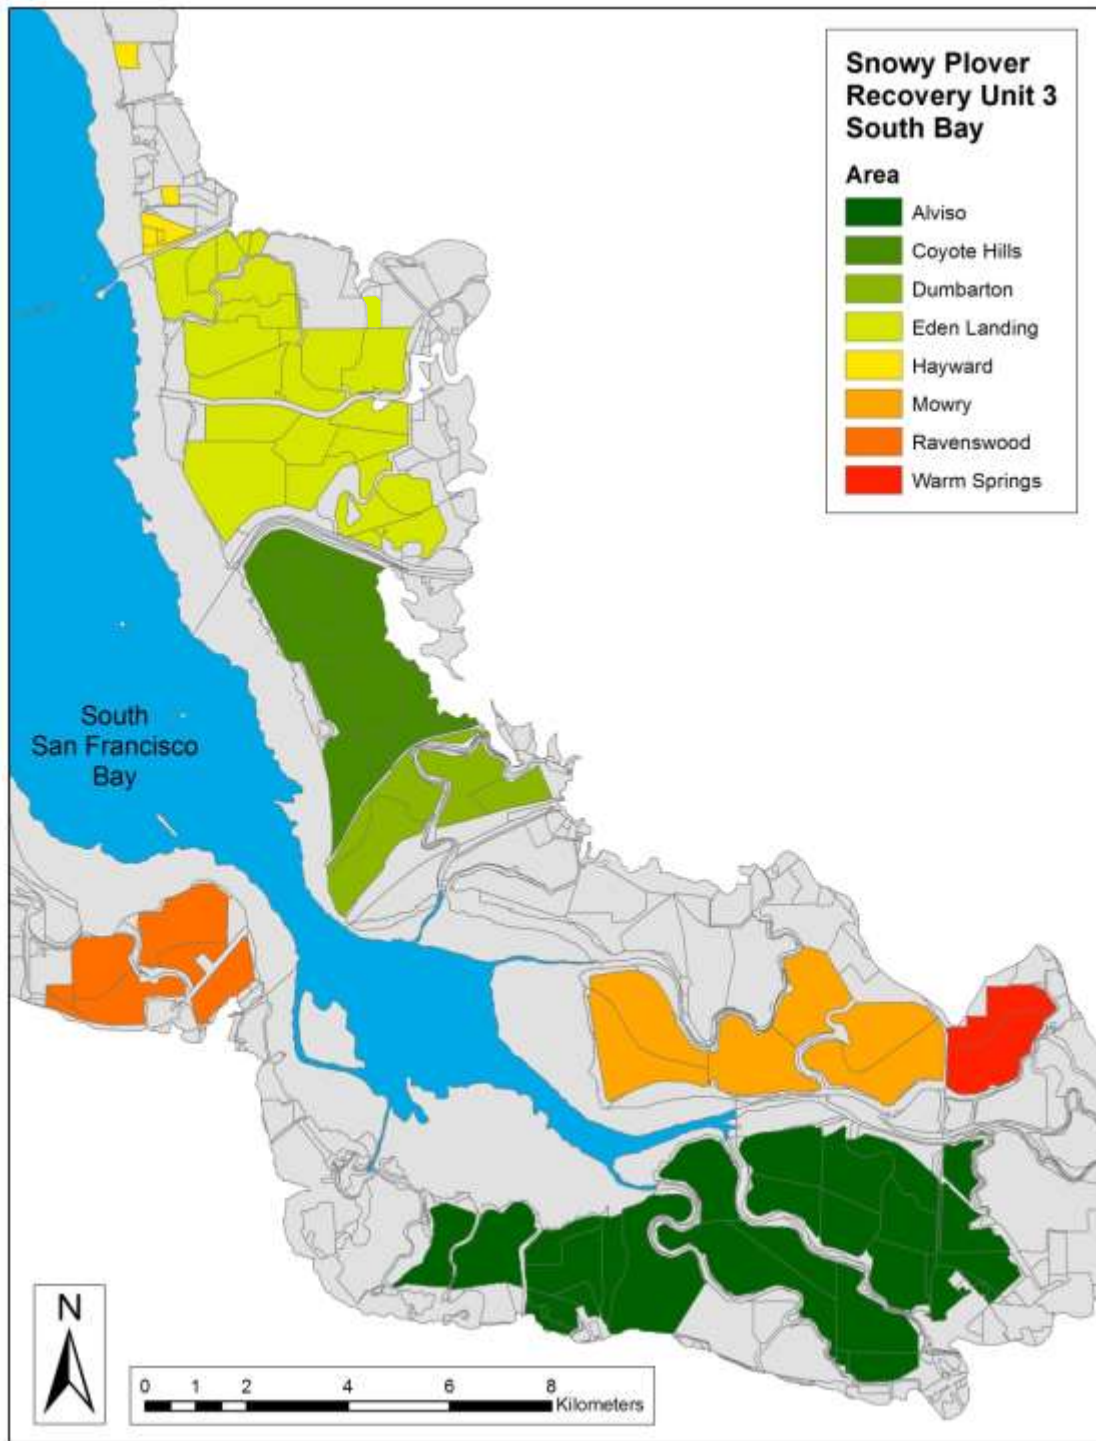 Snowy Plover
Recovery Unit 3
South Bay
Area
Alviso
Coyote Hills
Dumbarton
Eden Landing
Hayward
Mowry
Ravenswood
Warm Springs
South
San Francisco
Bay
N
0 1 2 4 6 8
Kilometers